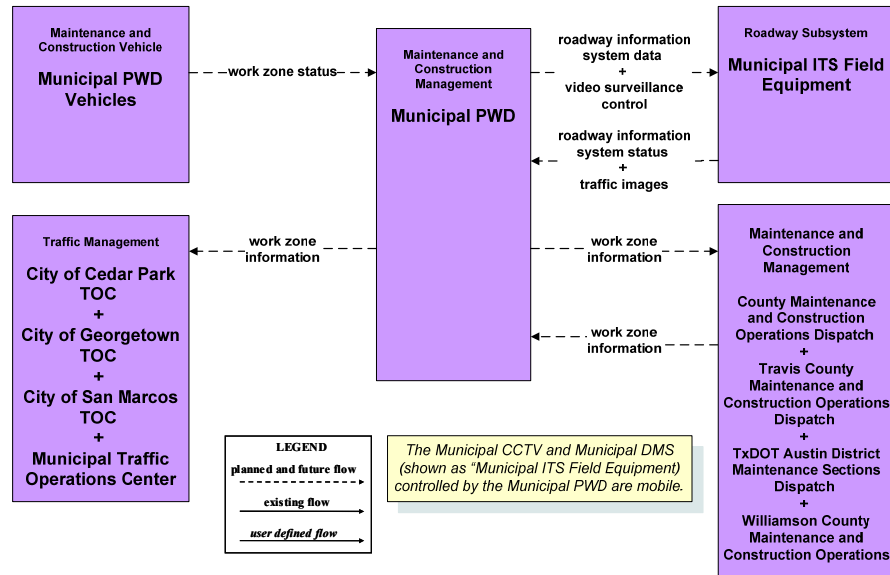 Maintenance and
Construction Vehicle
Municipal PWD
Vehicles
work zone status
Maintenance and
Construction
Management
Municipal PWD
roadway information
system data
+
video surveillance
control
roadway information
system status
+
traffic images
Roadway Subsystem
Municipal ITS Field
Equipment
Traffic Management
City of Cedar Park
TOC
+
City of Georgetown
TOC
+
City of San Marcos
TOC
+
Municipal Traffic
Operations Center
work zone
information
work zone
information
work zone
information
Maintenance and
Construction
Management
County Maintenance
and Construction
Operations Dispatch
+
Travis County
Maintenance and
Construction Operations
Dispatch
+
TxDOT Austin District
Maintenance Sections
Dispatch
+
Williamson County
Maintenance and
Construction Operations
LEGEND
planned and future flow
existing flow
user defined flow
The Municipal CCTV and Municipal DMS
(shown as “Municipal ITS Field Equipment)
controlled by the Municipal PWD are mobile.